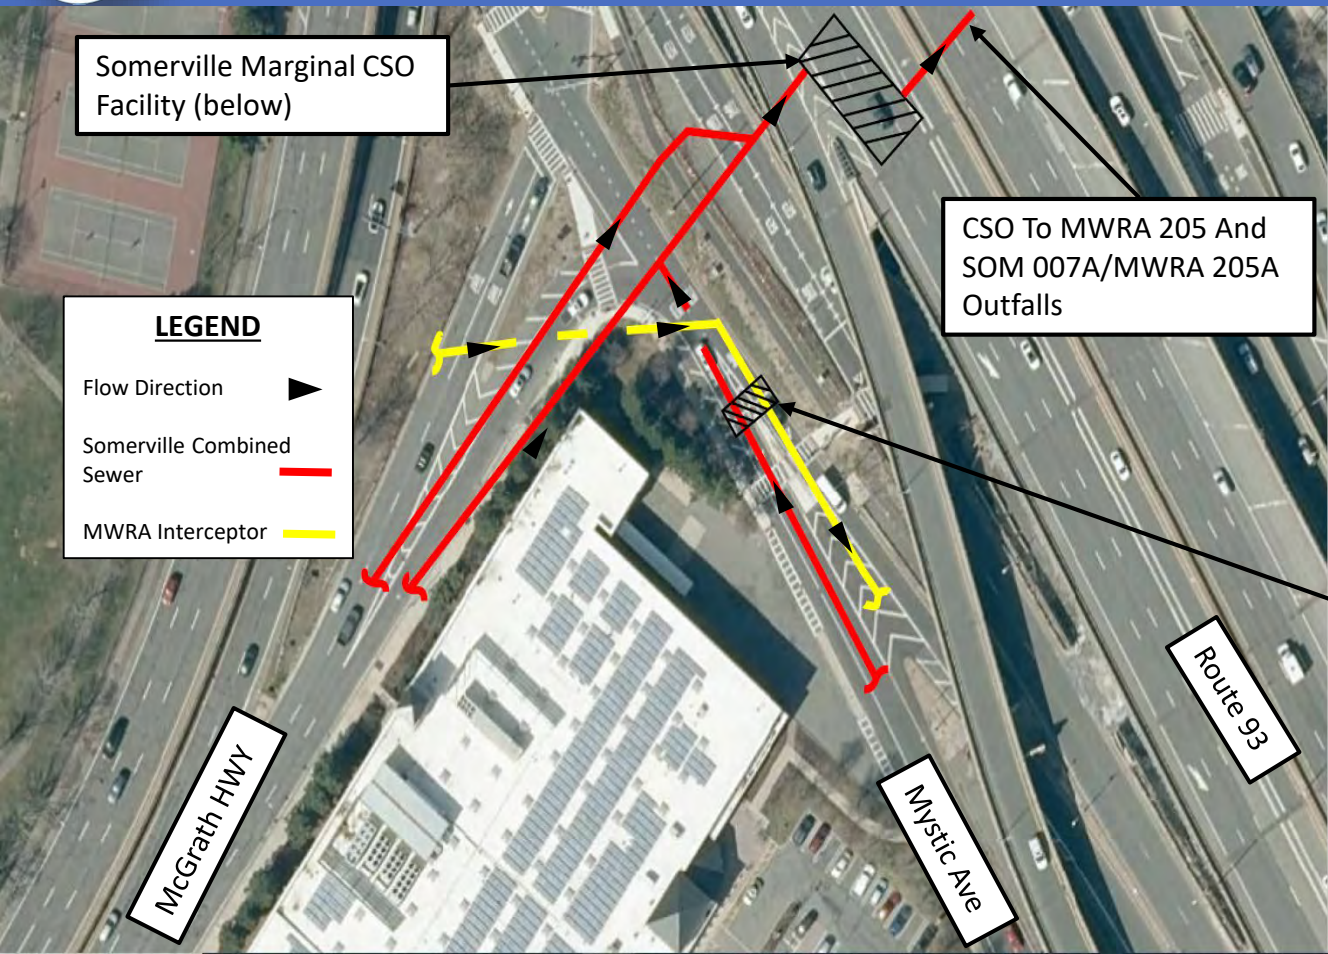 Somerville Marginal CSO
Facility (below)
CSO To MWRA 205 And
SOM 007A/MWRA 205A
Outfalls
LEGEND
Flow Direction
Somerville Combined
Sewer
MWRA Interceptor
McGrath HWY
Mystic Ave
Route 93